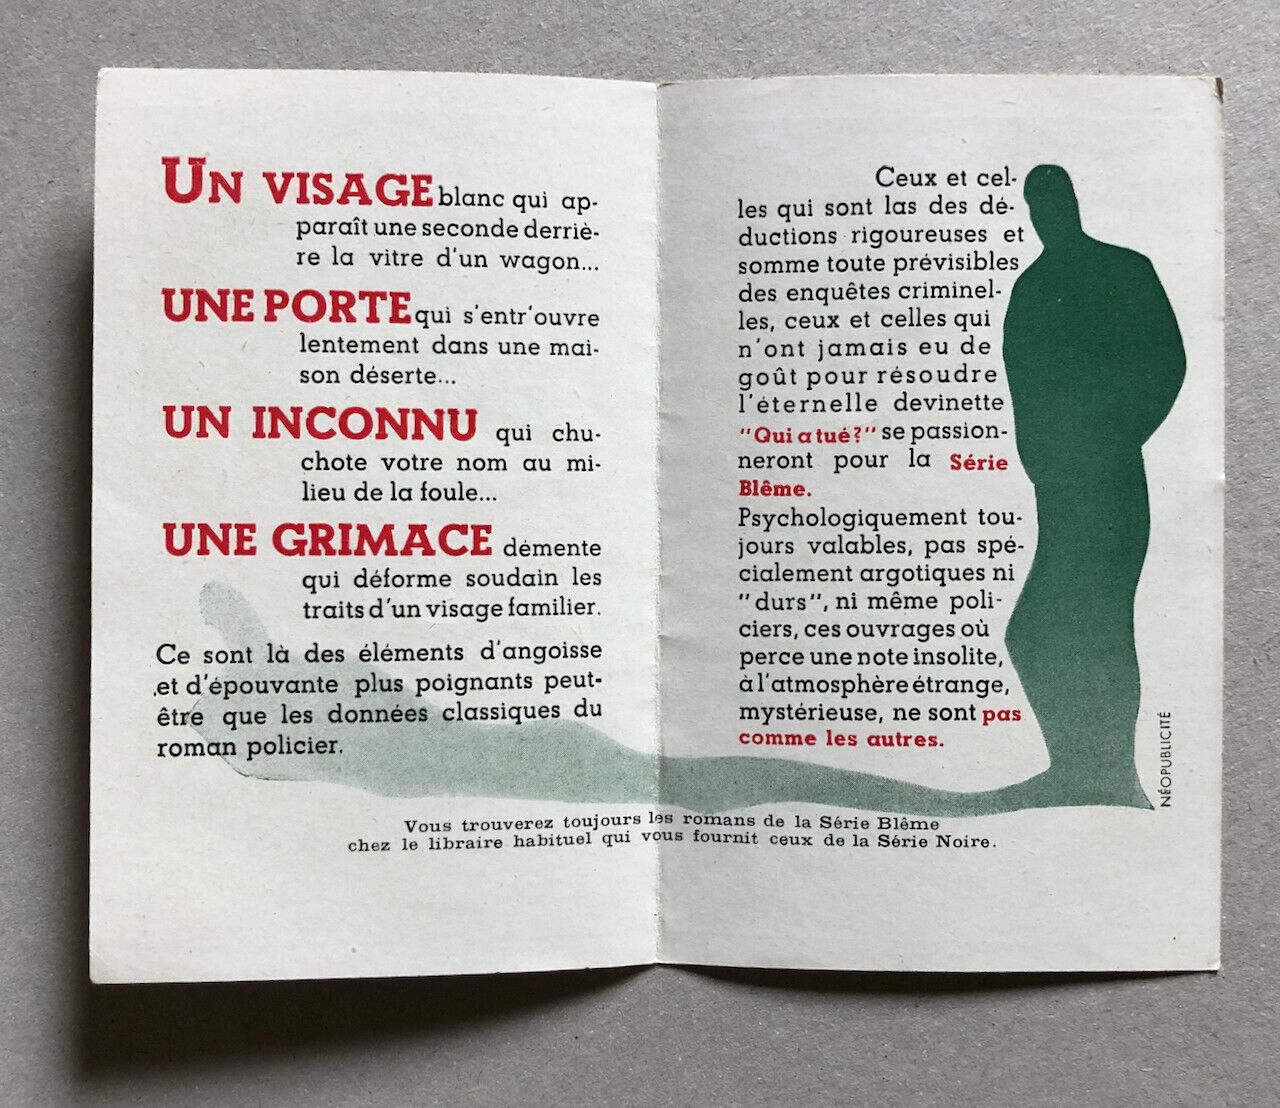 UN VISAGE blanc qui ap-
paraît une seconde derriè-
re la vitre d'un wagon...
UNE PORTE qui s'entr'ouvre
lentement dans une mai-
son déserte...
UN INCONNU qui chu-
chote votre nom au mi-
lieu de la foule...
UNE GRIMACE démente
qui déforme soudain les
traits d'un visage familier.
Ce sont là des éléments d'angoisse
et d'épouvante plus poignants peut-
être que les données classiques du
roman policier.
Ceux et cel-
les qui sont las des dé-
ductions rigoureuses et
somme toute prévisibles
des enquêtes criminel-
les, ceux et celles qui
n'ont jamais eu de
goût pour résoudre
l'éternelle devinette
"Qui a tué?" se passion-
neront pour la Série
Blême.
Psychologiquement tou-
jours valables, pas spé-
cialement argotiques ni
"durs", ni même poli-
ciers, ces ouvrages où
perce une note insolite,
à l'atmosphère étrange,
mystérieuse, ne sont pas
comme les autres.
NÉOPUBLICITÉ
Vous trouverez toujours les romans de la Série Blême
chez le libraire habituel qui vous fournit ceux de la Série Noire.